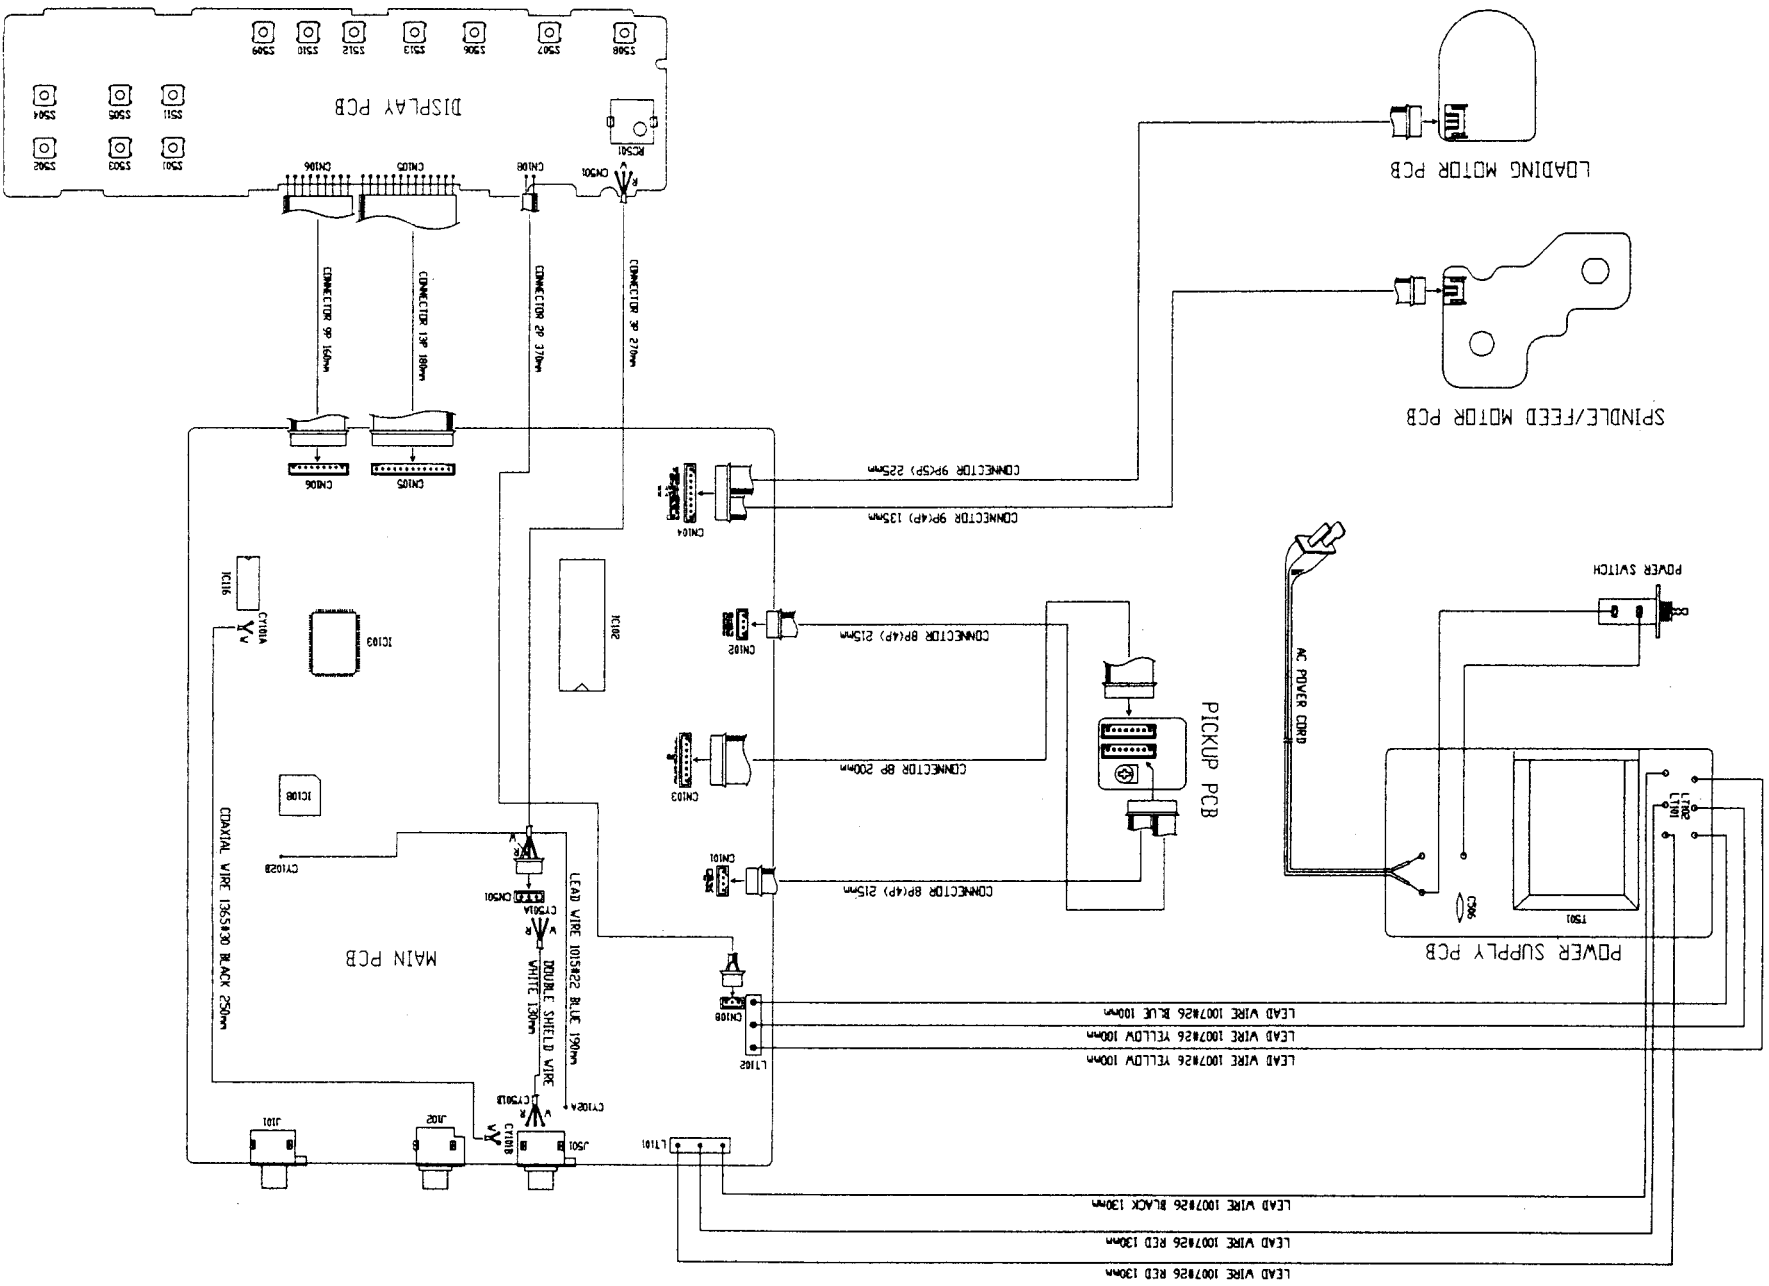 S509
S510
S512
S513
S506
S507
S508
S504
S505
S511
DISPLAY PCB
S502
S503
S501
RC501
CN106
CN105
CN108
CN501
W
R
CONNECTOR 9P 160mm
CONNECTOR 13P 180mm
CONNECTOR 2P 370mm
CONNECTOR 3P 270mm
LOADING MOTOR PCB
SPINDLE/FEED MOTOR PCB
CN106
CN105
CN104
CONNECTOR 9P(5P) 225mm
CONNECTOR 9P(4P) 135mm
IC116
CY101A
W
IC103
IC102
CN102
CONNECTOR 8P(4P) 215mm
POWER SWITCH
AC POWER CORD
PICKUP PCB
CN103
CONNECTOR 8P 200mm
IC108
CY102B
W
R
CN501
CY501A
R
W
CN101
CONNECTOR 8P(4P) 215mm
LT102
LT101
C506
T501
POWER SUPPLY PCB
MAIN PCB
COAXIAL WIRE 1365#30 BLACK 250mm
LEAD WIRE 1015#22 BLUE 190mm
DOUBLE SHIELD WIRE
WHITE 130mm
CN108
LT102
LEAD WIRE 1007#26 BLUE 100mm
LEAD WIRE 1007#26 YELLOW 100mm
LEAD WIRE 1007#26 YELLOW 100mm
CY501B
R
W
CY102A
J101
J102
W
CY101B
J501
LT101
LEAD WIRE 1007#26 BLACK 130mm
LEAD WIRE 1007#26 RED 130mm
LEAD WIRE 1007#26 RED 130mm